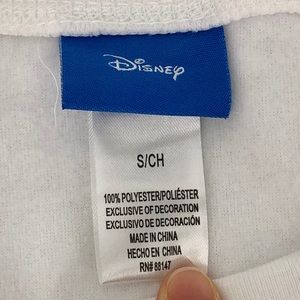 Disney
S/CH
100% POLYESTER/POLIÉSTER
EXCLUSIVE OF DECORATION
EXCLUSIVO DE DECORACIÓN
MADE IN CHINA
HECHO EN CHINA
RN# 88147